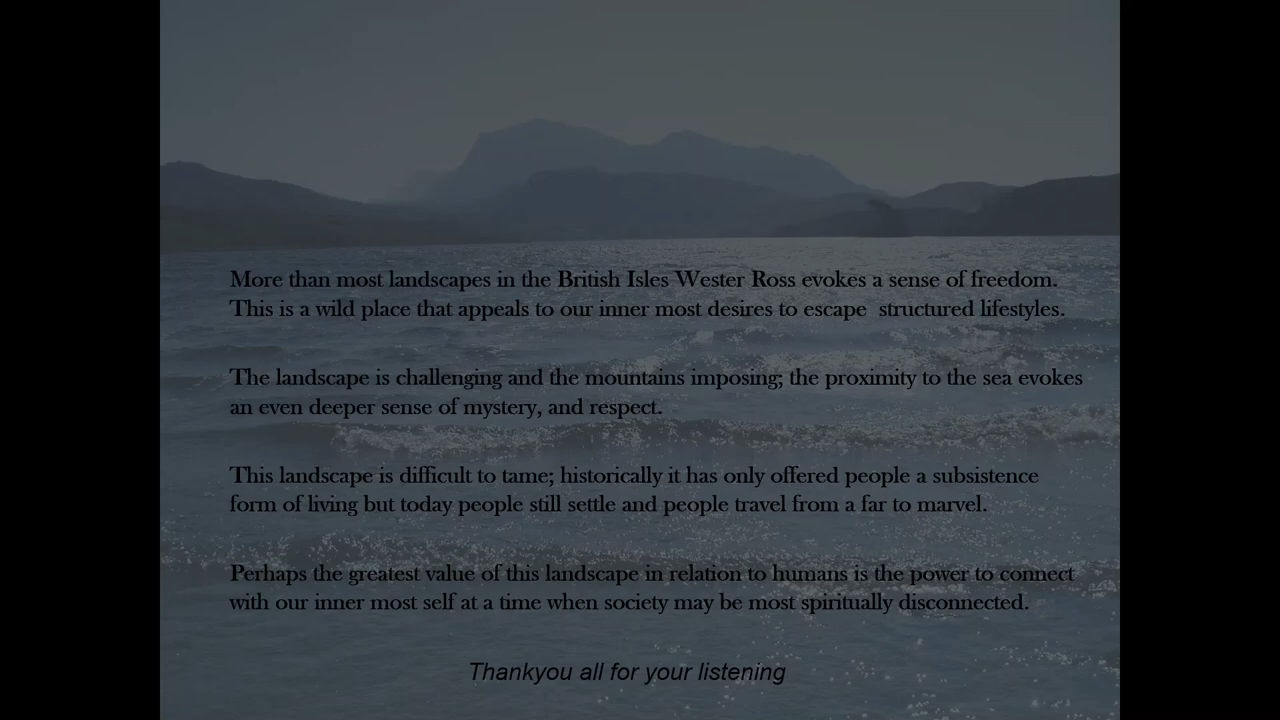 More than most landscapes in the British Isles Wester Ross evokes a sense of freedom.
This is a wild place that appeals to our inner most desires to escape  structured lifestyles.
The landscape is challenging and the mountains imposing; the proximity to the sea evokes
an even deeper sense of mystery, and respect.
This landscape is difficult to tame; historically it has only offered people a subsistence
form of living but today people still settle and people travel from a far to marvel.
Perhaps the greatest value of this landscape in relation to humans is the power to connect
with our inner most self at a time when society may be most spiritually disconnected.
Thankyou all for your listening